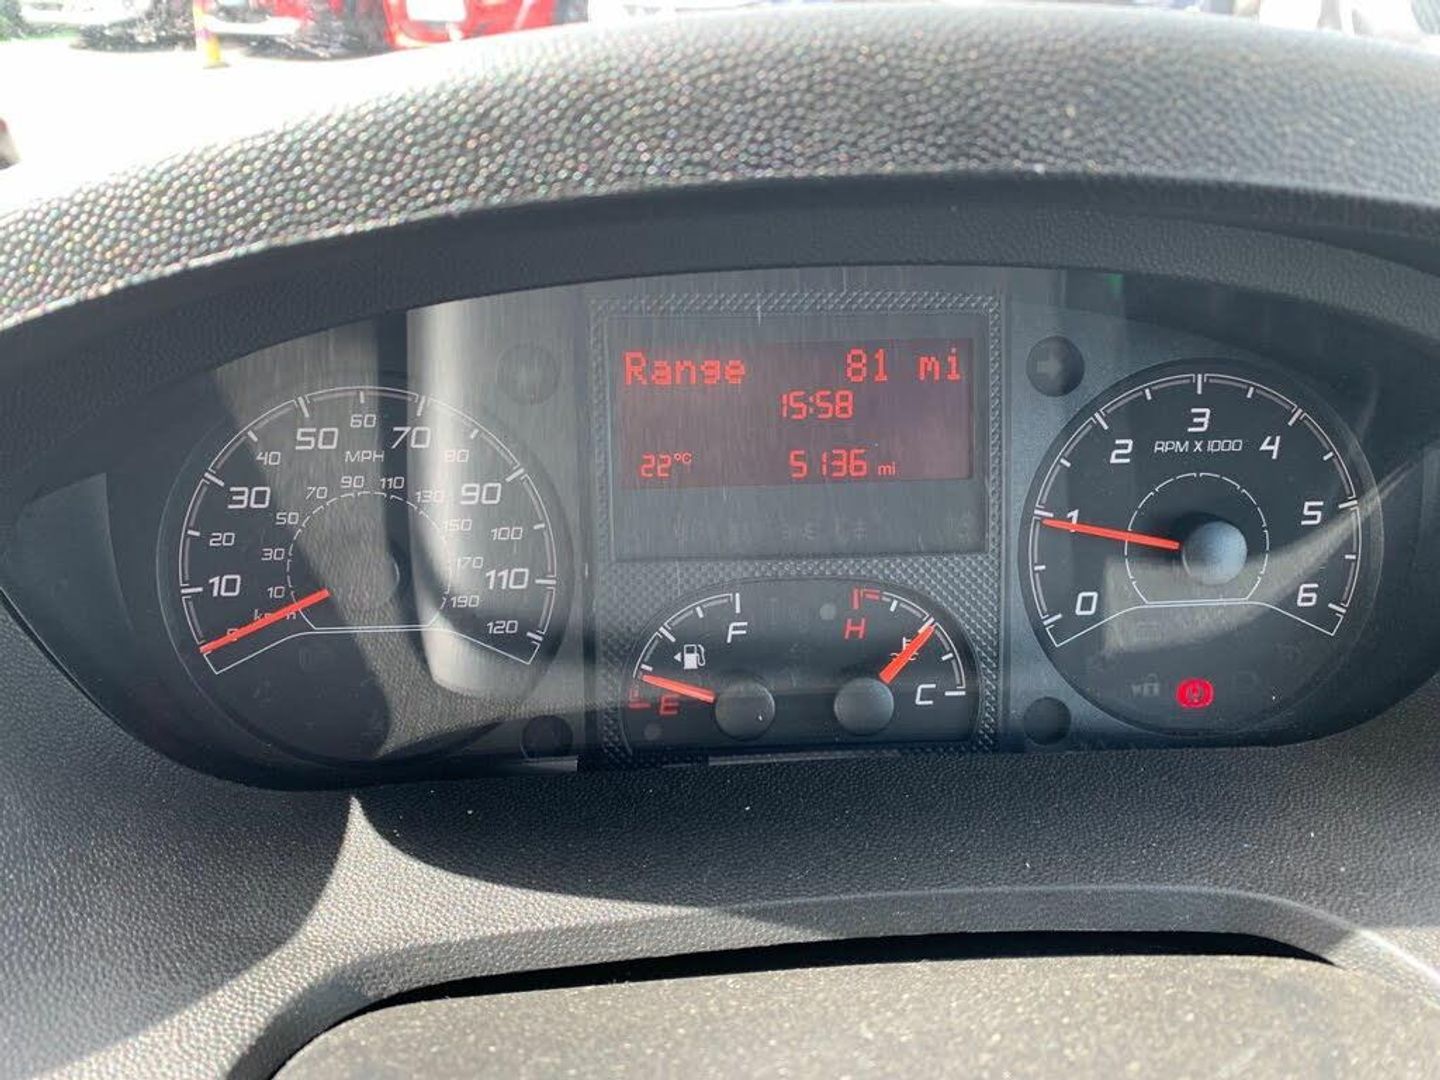 Range 81 mi
15:58
22°C 5136 mi
0 10 20 30 40 50 60 70 80 90 100 110 120
MPH
10 30 50 70 90 110 130 150 170 190
km/h
E F
H C
°C
0 1 2 3 4 5 6
RPM X 1000